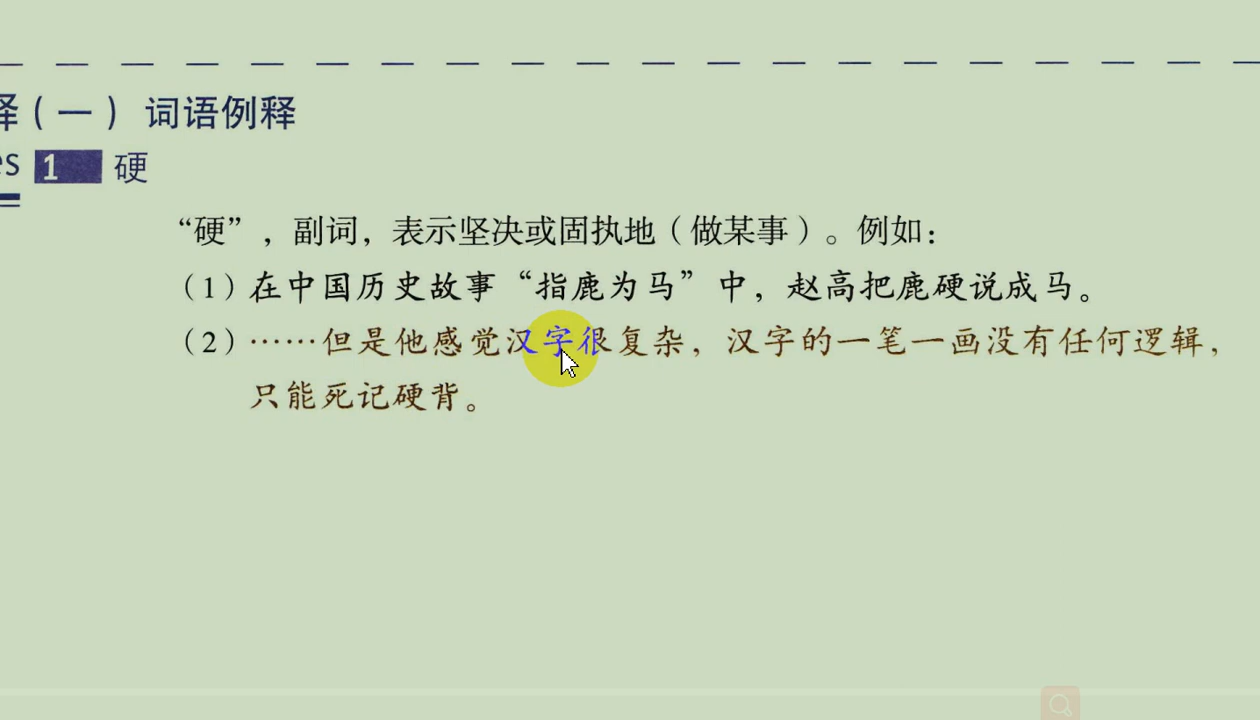 释（一） 词语例释
es 1 硬
“硬”，副词，表示坚决或固执地（做某事）。例如：
（1）在中国历史故事“指鹿为马”中，赵高把鹿硬说成马。
（2）……但是他感觉汉字很复杂，汉字的一笔一画没有任何逻辑，
只能死记硬背。